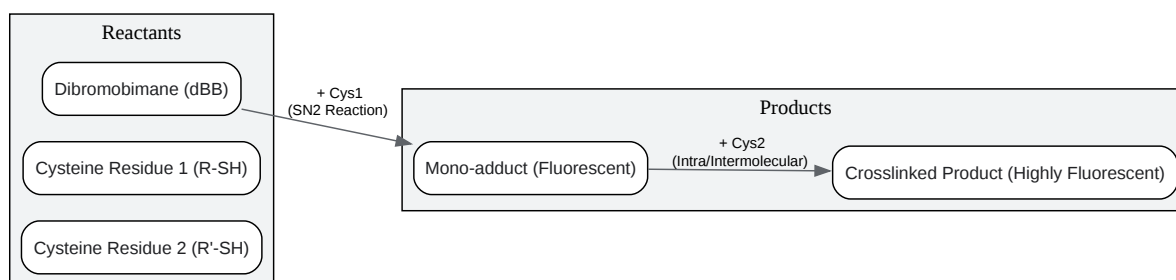 Reactants
Dibromobimane (dBB)
Cysteine Residue 1 (R-SH)
Cysteine Residue 2 (R'-SH)
+ Cys1
(SN2 Reaction)
Products
Mono-adduct (Fluorescent)
+ Cys2
(Intra/Intermolecular)
Crosslinked Product (Highly Fluorescent)